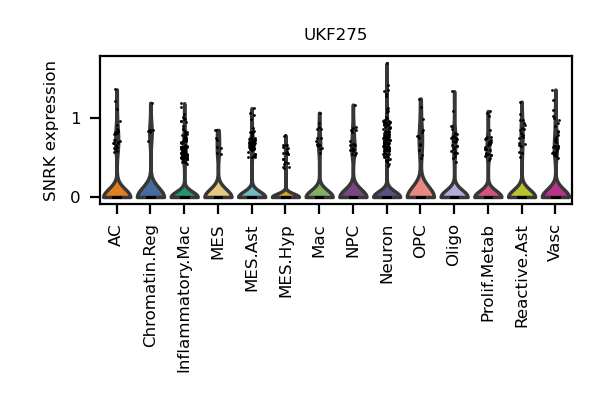 UKF275
SNRK expression
1
0
AC
Chromatin.Reg
Inflammatory.Mac
MES
MES.Ast
MES.Hyp
Mac
NPC
Neuron
OPC
Oligo
Prolif.Metab
Reactive.Ast
Vasc